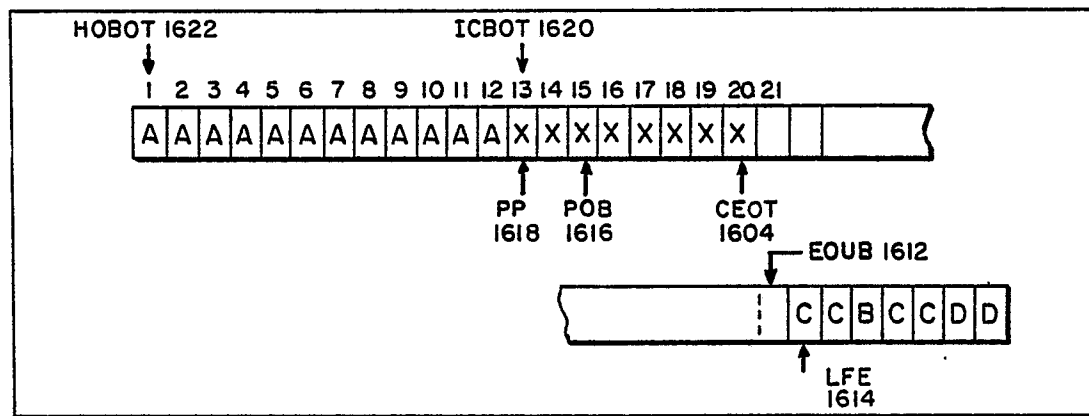 HOBOT 1622 ICBOT 1620
1 2 3 4 5 6 7 8 9 10 11 12 13 14 15 16 17 18 19 20 21
A A A A A A A A A A A A X X X X X X X X
PP POB CEOT
1618 1616 1604
EOUB 1612
C C B C C D D
LFE
1614